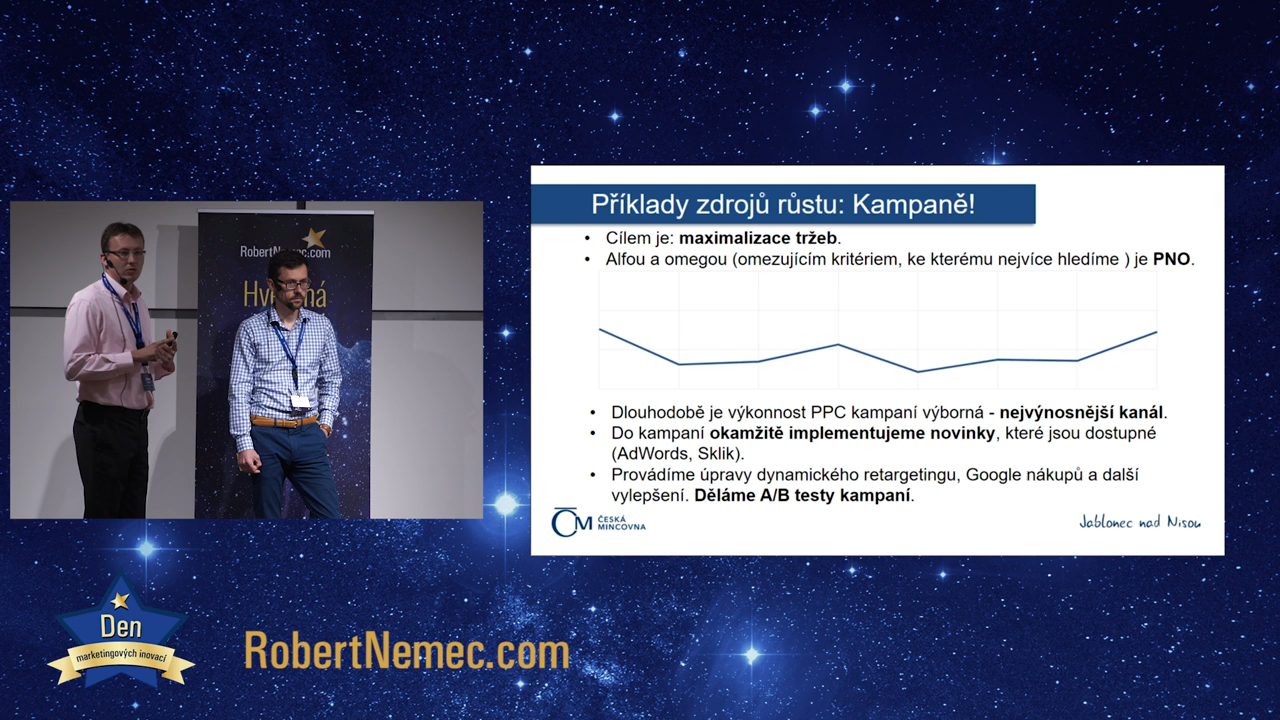 RobertNemec.com
Příklady zdrojů růstu: Kampaně!
• Cílem je: maximalizace tržeb.
• Alfou a omegou (omezujícím kritériem, ke kterému nejvíce hledíme ) je PNO.
• Dlouhodobě je výkonnost PPC kampaní výborná - nejvýnosnější kanál.
• Do kampaní okamžitě implementujeme novinky, které jsou dostupné
(AdWords, Sklik).
• Provádíme úpravy dynamického retargetingu, Google nákupů a další
vylepšení. Děláme A/B testy kampaní.
ČM ČESKÁ
MINCOVNA
Jablonec nad Nisou
Den
marketingových inovací
RobertNemec.com